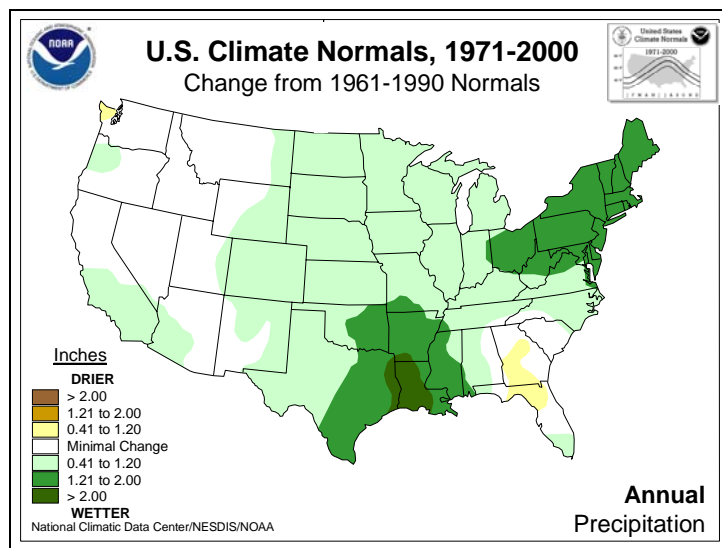 NOAA
U.S. Climate Normals, 1971-2000
Change from 1961-1990 Normals
United States
Climate Normals
1971-2000
J F M A M J J A S O N D
Inches
DRIER
> 2.00
1.21 to 2.00
0.41 to 1.20
Minimal Change
0.41 to 1.20
1.21 to 2.00
> 2.00
WETTER
National Climatic Data Center/NESDIS/NOAA
Annual
Precipitation